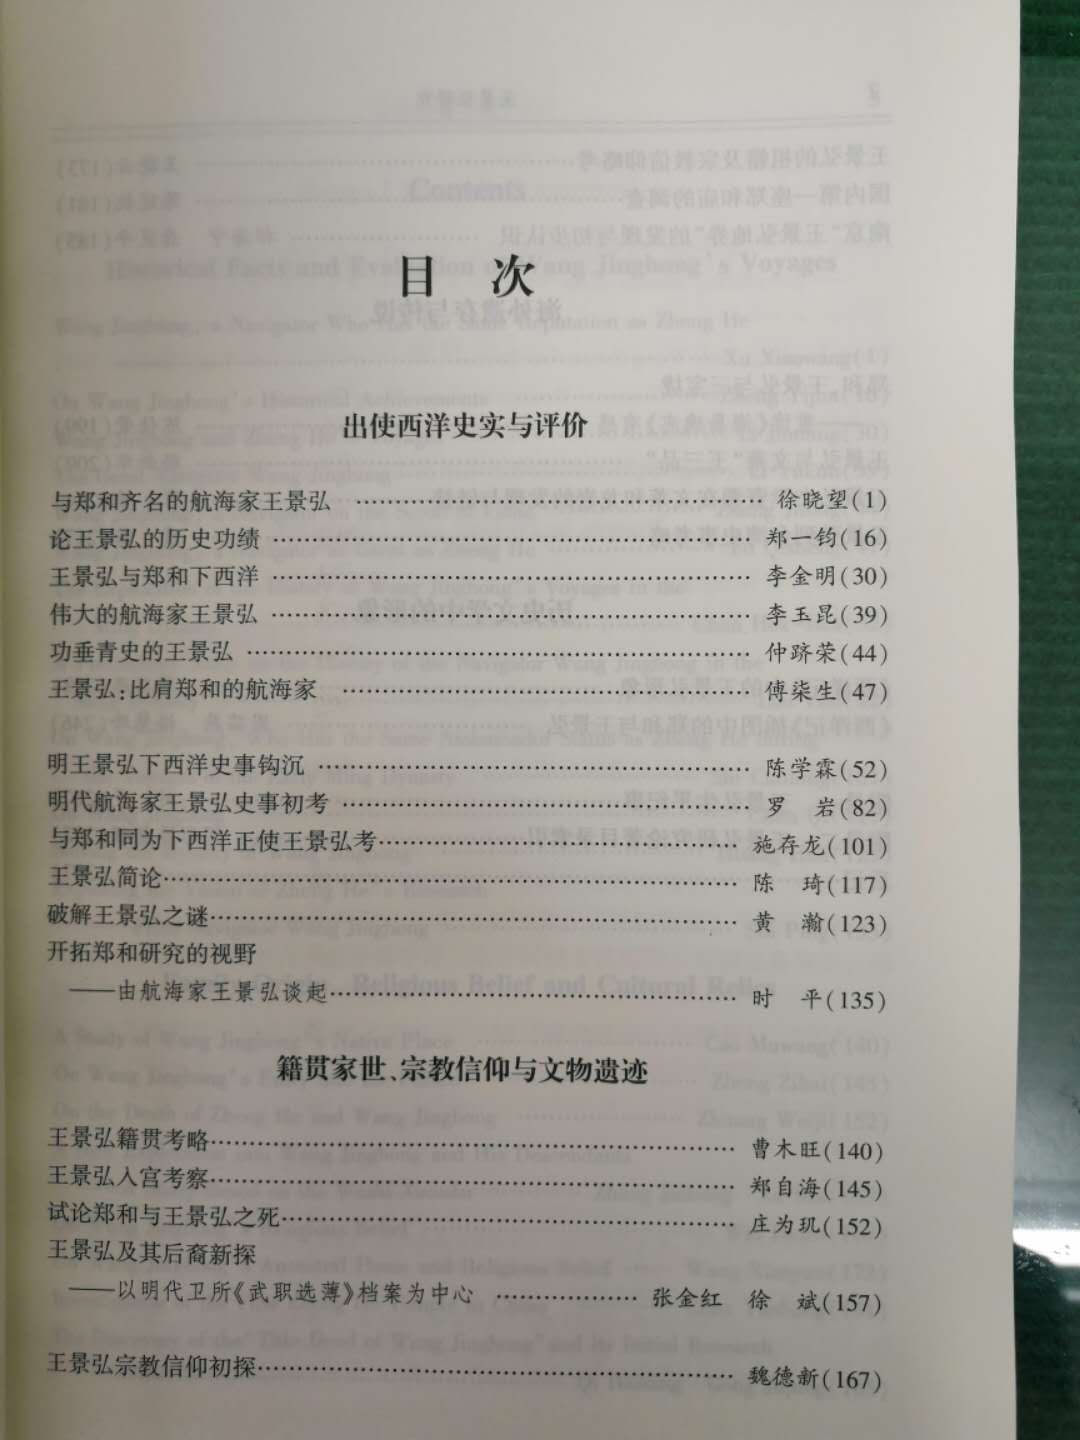 目 次
出使西洋史实与评价
与郑和齐名的航海家王景弘 …… 徐晓望(1)
论王景弘的历史功绩 …… 郑一钧(16)
王景弘与郑和下西洋 …… 李金明(30)
伟大的航海家王景弘 …… 李玉昆(39)
功垂青史的王景弘 …… 仲跻荣(44)
王景弘:比肩郑和的航海家 …… 傅柒生(47)
明王景弘下西洋史事钩沉 …… 陈学霖(52)
明代航海家王景弘史事初考 …… 罗 岩(82)
与郑和同为下西洋正使王景弘考 …… 施存龙(101)
王景弘简论 …… 陈 琦(117)
破解王景弘之谜 …… 黄 瀚(123)
开拓郑和研究的视野
——由航海家王景弘谈起 …… 时 平(135)
籍贯家世、宗教信仰与文物遗迹
王景弘籍贯考略 …… 曹木旺(140)
王景弘入宫考察 …… 郑自海(145)
试论郑和与王景弘之死 …… 庄为玑(152)
王景弘及其后裔新探
——以明代卫所《武职选薄》档案为中心 …… 张金红 徐 斌(157)
王景弘宗教信仰初探 …… 魏德新(167)